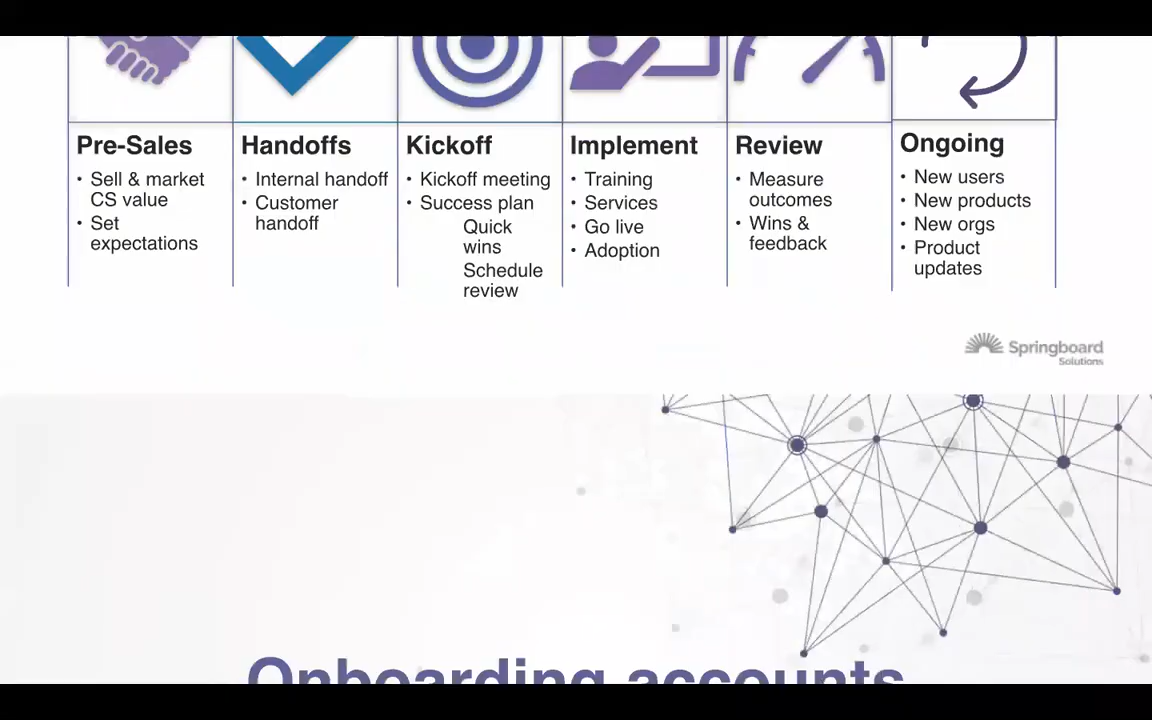 Pre-Sales
• Sell & market
CS value
• Set
expectations
Handoffs
• Internal handoff
• Customer
handoff
Kickoff
• Kickoff meeting
• Success plan
Quick
wins
Schedule
review
Implement
• Training
• Services
• Go live
• Adoption
Review
• Measure
outcomes
• Wins &
feedback
Ongoing
• New users
• New products
• New orgs
• Product
updates
Springboard
Solutions
Onboarding accounts